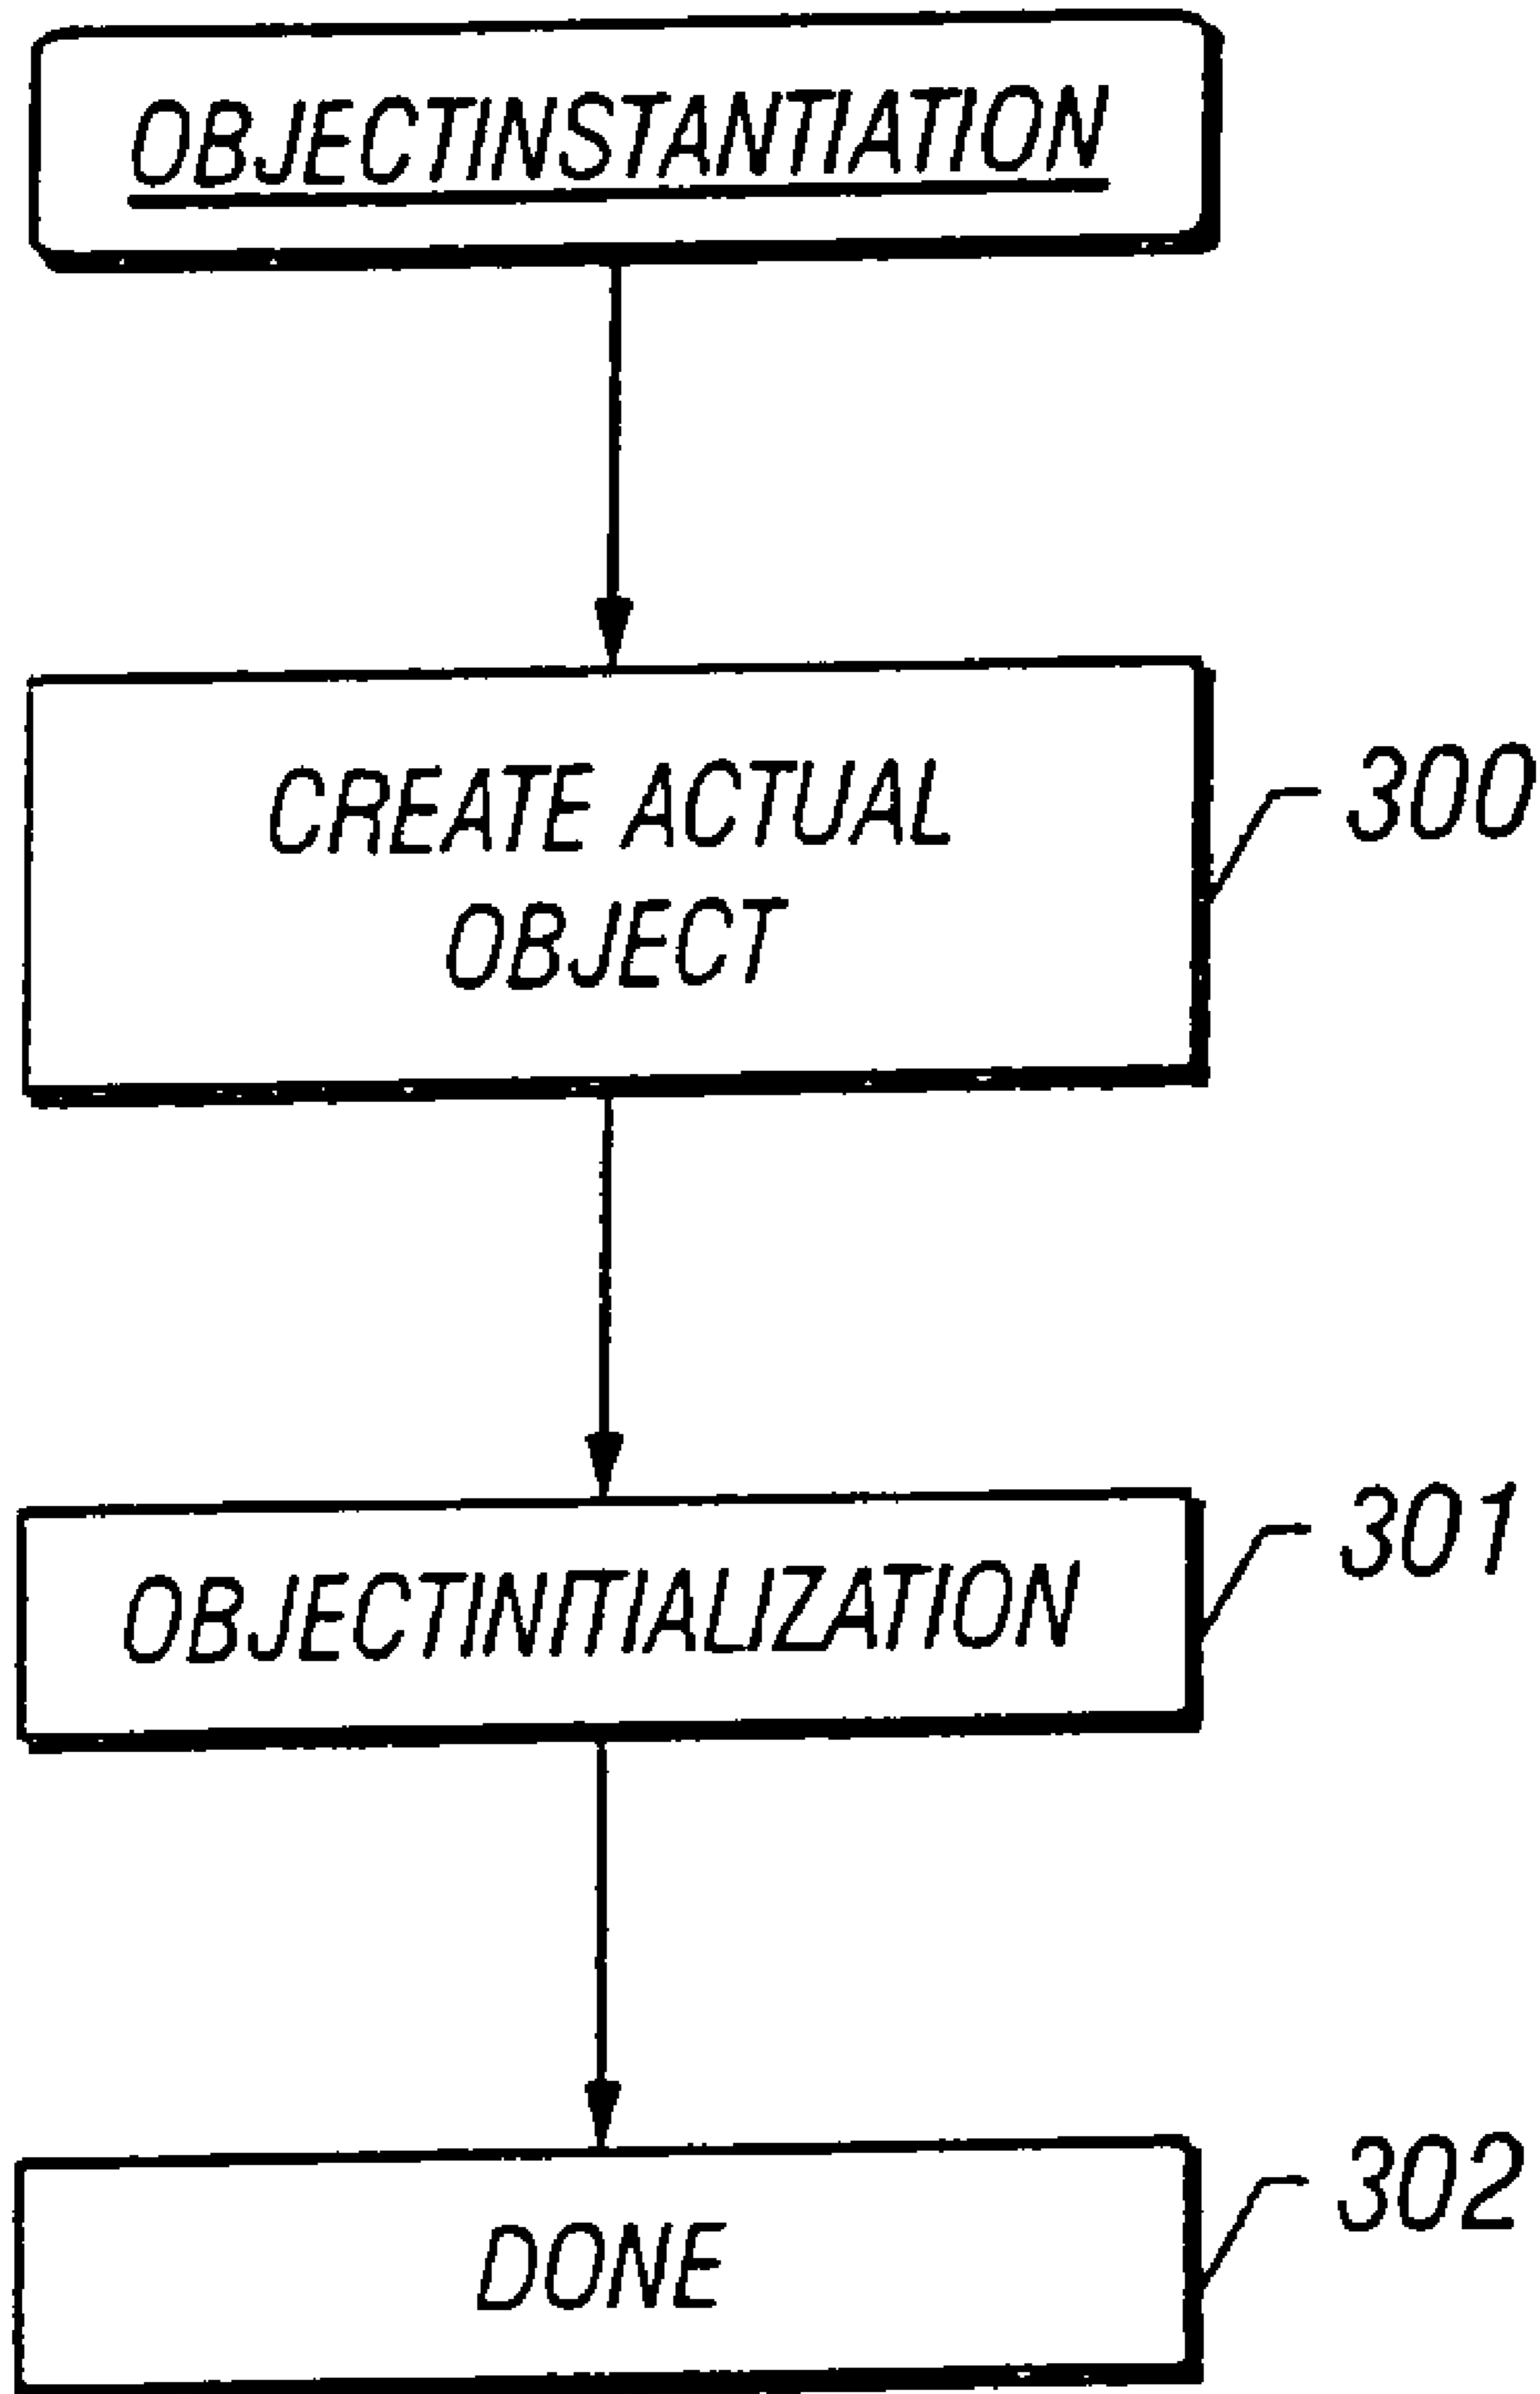 OBJECTINSTANTIATION
CREATE ACTUAL
OBJECT
300
OBJECTINITIALIZATION
301
DONE
302